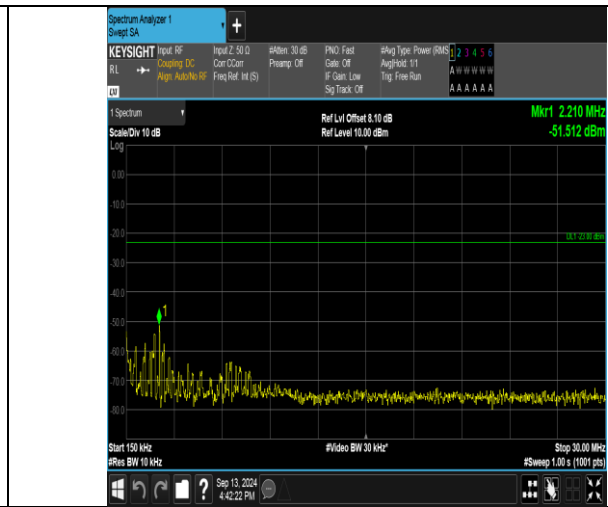 Spectrum Analyzer 1
Swept SA
+
KEYSIGHT Input: RF Input Z: 50 Ω #Atten: 30 dB PNO: Fast #Avg Type: Power (RMS 1 2 3 4 5 6
RL Coupling: DC Corr CCorr Preamp: Off Gate: Off Avg|Hold: 1/1 A W W W W W
Align: Auto/No RF Freq Ref: Int (S) IF Gain: Low Trig: Free Run
Sig Track: Off A A A A A A
LXI
1 Spectrum Ref Lvl Offset 8.10 dB Mkr1 2.210 MHz
Scale/Div 10 dB Ref Level 10.00 dBm -51.512 dBm
Log
0.00
-10.0
-20.0
DL1 -23.00 dBm
-30.0
-40.0
1
-50.0
-60.0
-70.0
-80.0
Start 150 kHz #Video BW 30 kHz* Stop 30.00 MHz
#Res BW 10 kHz #Sweep 1.00 s (1001 pts)
? Sep 13, 2024
4:42:22 PM